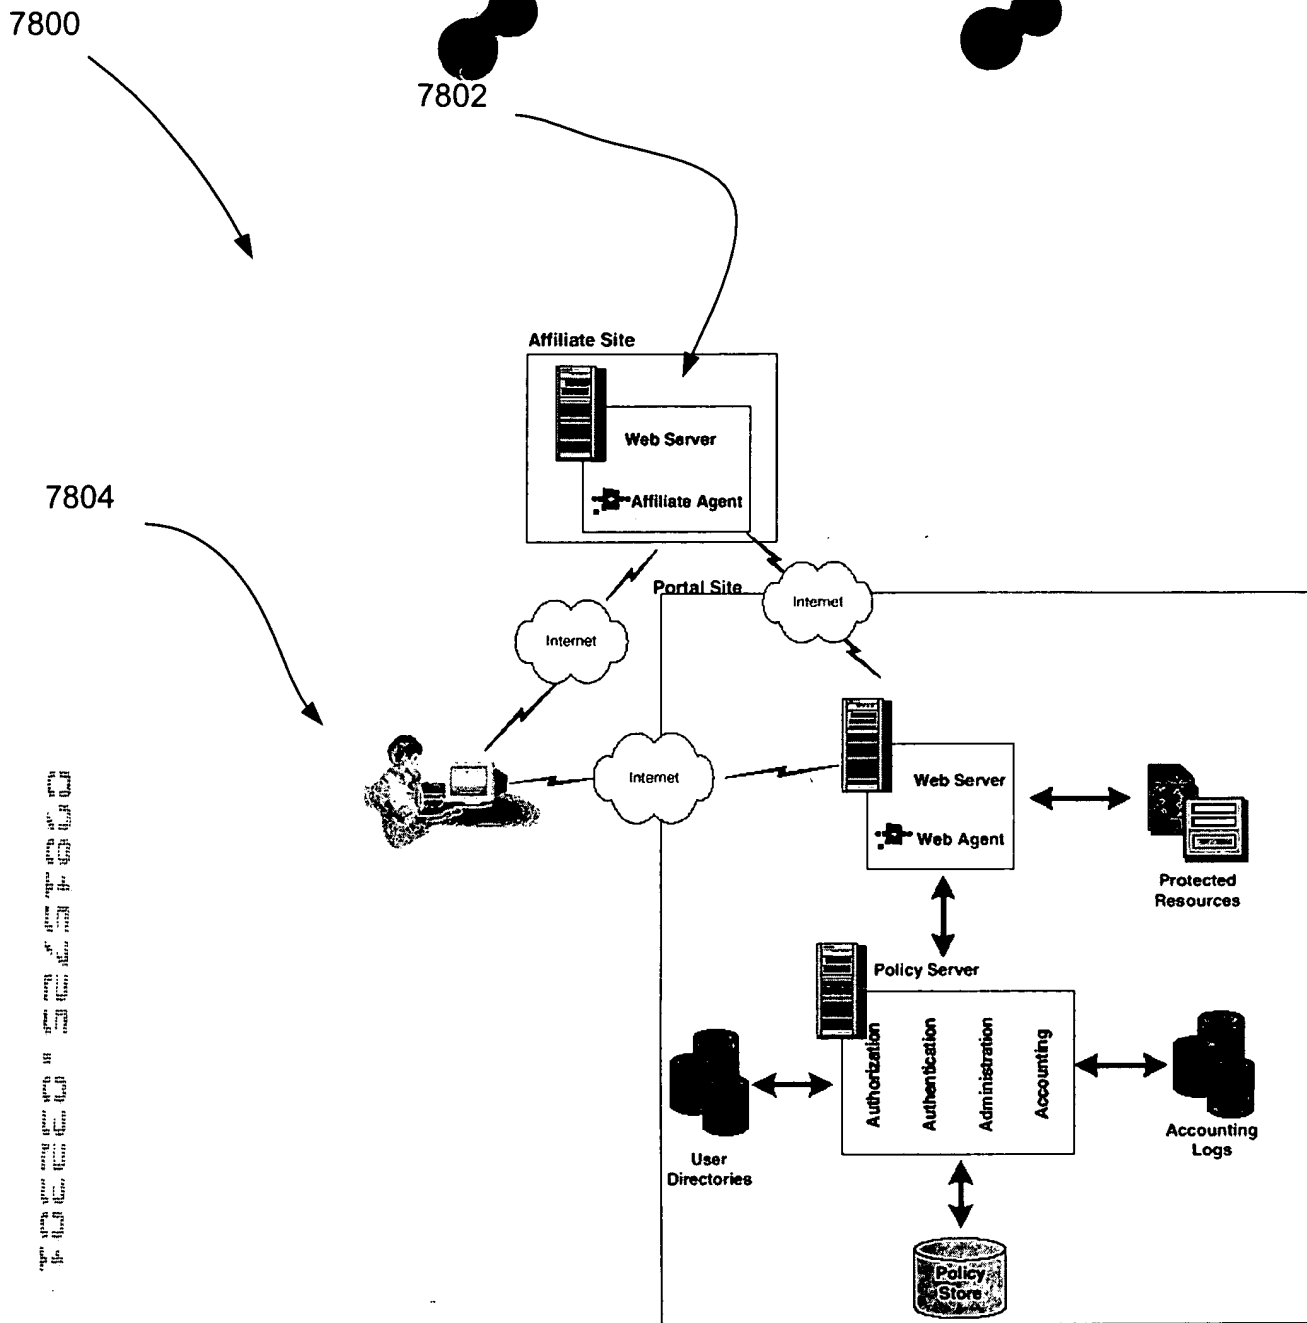 7800
7802
Affiliate Site
Web Server
Affiliate Agent
7804
Portal Site
Internet
Internet
Internet
Web Server
Web Agent
Protected
Resources
Policy Server
Authorization
Authentication
Administration
Accounting
User
Directories
Accounting
Logs
Policy
Store